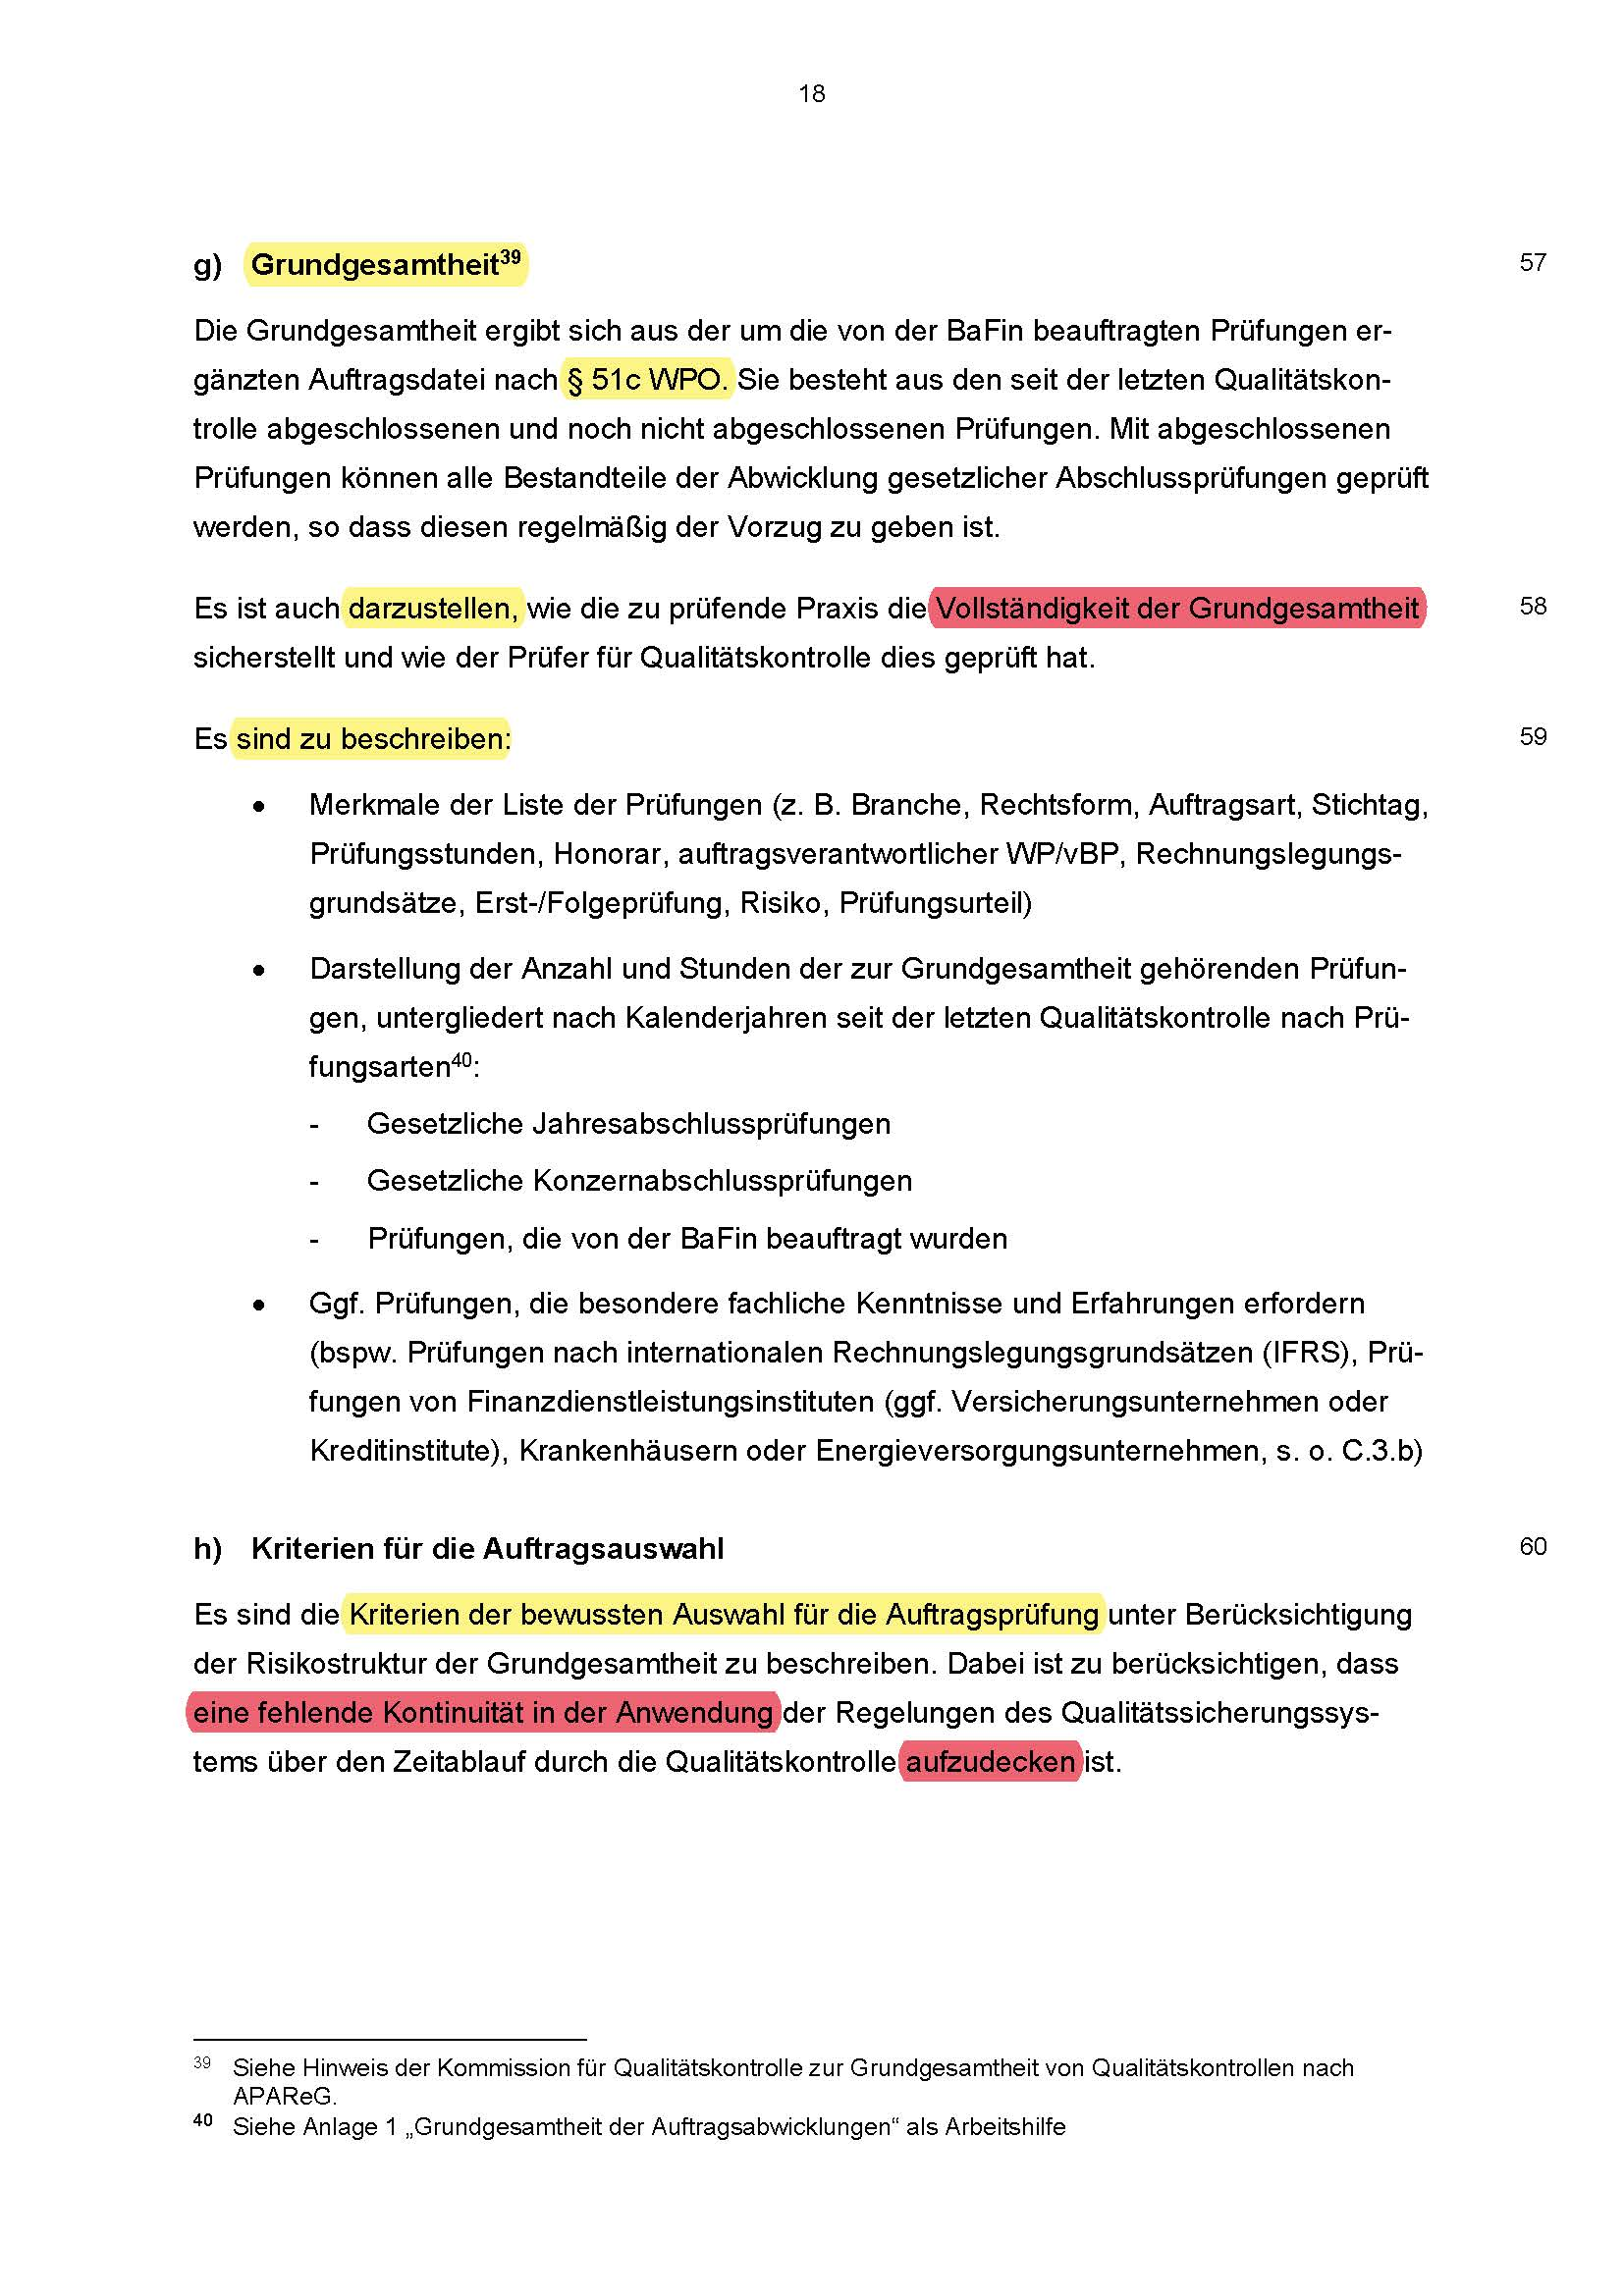 18
g) Grundgesamtheit39 57
Die Grundgesamtheit ergibt sich aus der um die von der BaFin beauftragten Prüfungen er-
gänzten Auftragsdatei nach § 51c WPO. Sie besteht aus den seit der letzten Qualitätskon-
trolle abgeschlossenen und noch nicht abgeschlossenen Prüfungen. Mit abgeschlossenen
Prüfungen können alle Bestandteile der Abwicklung gesetzlicher Abschlussprüfungen geprüft
werden, so dass diesen regelmäßig der Vorzug zu geben ist.
Es ist auch darzustellen, wie die zu prüfende Praxis die Vollständigkeit der Grundgesamtheit 58
sicherstellt und wie der Prüfer für Qualitätskontrolle dies geprüft hat.
Es sind zu beschreiben: 59
• Merkmale der Liste der Prüfungen (z. B. Branche, Rechtsform, Auftragsart, Stichtag,
Prüfungsstunden, Honorar, auftragsverantwortlicher WP/vBP, Rechnungslegungs-
grundsätze, Erst-/Folgeprüfung, Risiko, Prüfungsurteil)
• Darstellung der Anzahl und Stunden der zur Grundgesamtheit gehörenden Prüfun-
gen, untergliedert nach Kalenderjahren seit der letzten Qualitätskontrolle nach Prü-
fungsarten40:
- Gesetzliche Jahresabschlussprüfungen
- Gesetzliche Konzernabschlussprüfungen
- Prüfungen, die von der BaFin beauftragt wurden
• Ggf. Prüfungen, die besondere fachliche Kenntnisse und Erfahrungen erfordern
(bspw. Prüfungen nach internationalen Rechnungslegungsgrundsätzen (IFRS), Prü-
fungen von Finanzdienstleistungsinstituten (ggf. Versicherungsunternehmen oder
Kreditinstitute), Krankenhäusern oder Energieversorgungsunternehmen, s. o. C.3.b)
h) Kriterien für die Auftragsauswahl 60
Es sind die Kriterien der bewussten Auswahl für die Auftragsprüfung unter Berücksichtigung
der Risikostruktur der Grundgesamtheit zu beschreiben. Dabei ist zu berücksichtigen, dass
eine fehlende Kontinuität in der Anwendung der Regelungen des Qualitätssicherungssys-
tems über den Zeitablauf durch die Qualitätskontrolle aufzudecken ist.
39 Siehe Hinweis der Kommission für Qualitätskontrolle zur Grundgesamtheit von Qualitätskontrollen nach
APAReG.
40 Siehe Anlage 1 „Grundgesamtheit der Auftragsabwicklungen“ als Arbeitshilfe